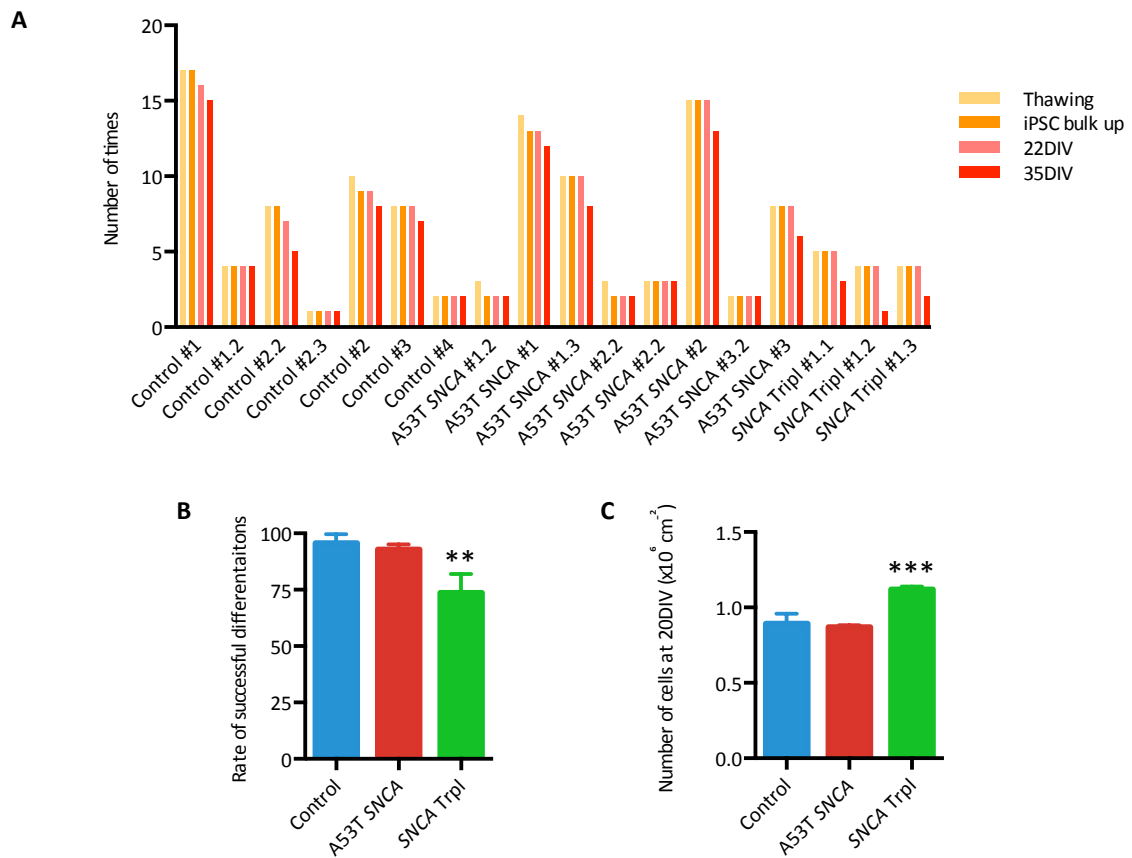 A
20
15
10
5
0
Number of times
Thawing
iPSC bulk up
22DIV
35DIV
Control #1
Control #1.2
Control #2.2
Control #2.3
Control #2
Control #3
Control #4
A53T SNCA #1.2
A53T SNCA #1
A53T SNCA #1.3
A53T SNCA #2.2
A53T SNCA #2.2
A53T SNCA #2
A53T SNCA #3.2
A53T SNCA #3
SNCA Tripl #1.1
SNCA Tripl #1.2
SNCA Tripl #1.3
B
100
75
50
25
0
Rate of successful differentaitons
**
Control
A53T SNCA
SNCA Trpl
C
1.5
1.0
0.5
0.0
Number of cells at 20DIV (x10⁶ cm⁻²)
***
Control
A53T SNCA
SNCA Trpl